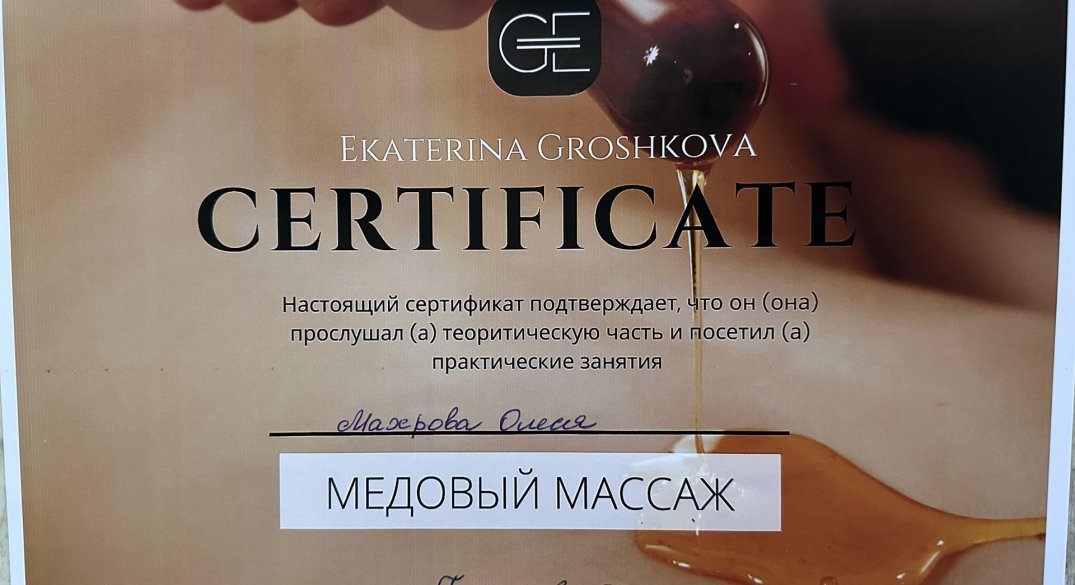 GE
EKATERINA GROSHKOVA
CERTIFICATE
Настоящий сертификат подтверждает, что он (она)
прослушал (а) теоритическую часть и посетил (а)
практические занятия
Махрова Олеся
МЕДОВЫЙ МАССАЖ